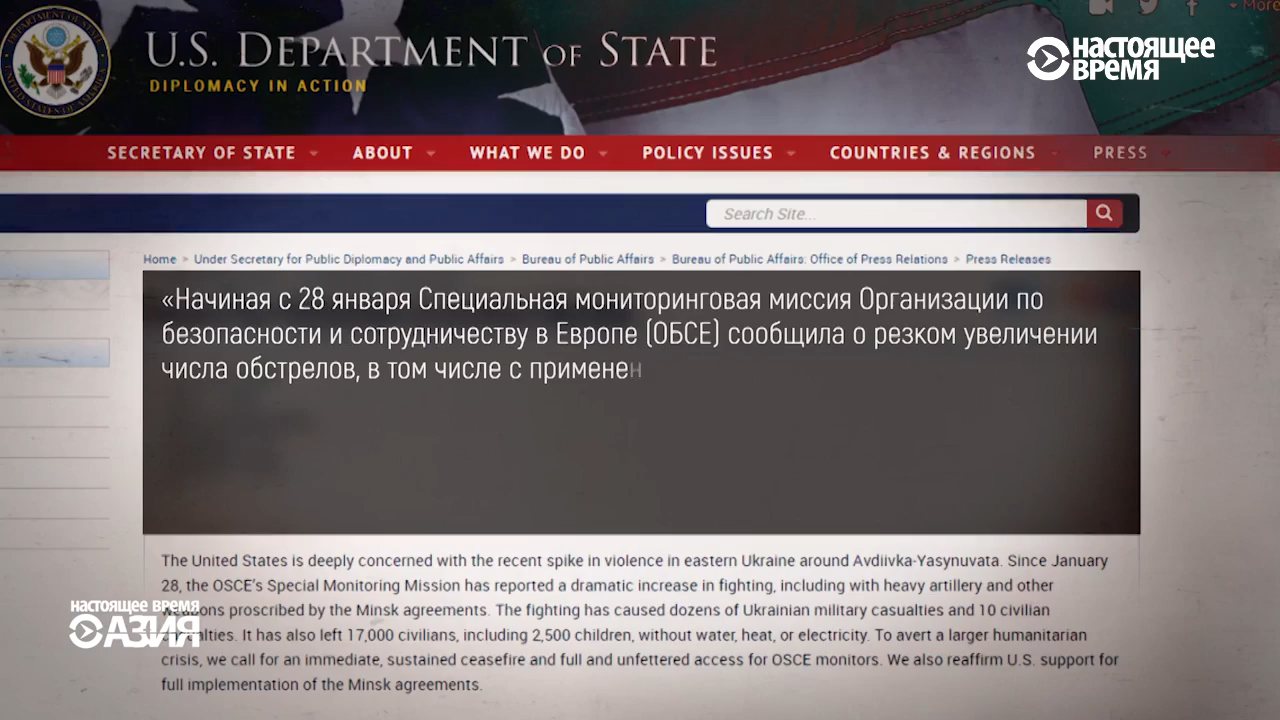 More
U.S. DEPARTMENT OF STATE
DIPLOMACY IN ACTION
НАСТОЯЩЕЕ
ВРЕМЯ
SECRETARY OF STATE ABOUT WHAT WE DO POLICY ISSUES COUNTRIES & REGIONS PRESS
Search Site...
Home > Under Secretary for Public Diplomacy and Public Affairs > Bureau of Public Affairs > Bureau of Public Affairs: Office of Press Relations > Press Releases
«Начиная с 28 января Специальная мониторинговая миссия Организации по
безопасности и сотрудничеству в Европе (ОБСЕ) сообщила о резком увеличении
числа обстрелов, в том числе с применен
The United States is deeply concerned with the recent spike in violence in eastern Ukraine around Avdiivka-Yasynuvata. Since January
28, the OSCE's Special Monitoring Mission has reported a dramatic increase in fighting, including with heavy artillery and other
proscribed by the Minsk agreements. The fighting has caused dozens of Ukrainian military casualties and 10 civilian
It has also left 17,000 civilians, including 2,500 children, without water, heat, or electricity. To avert a larger humanitarian
crisis, we call for an immediate, sustained ceasefire and full and unfettered access for OSCE monitors. We also reaffirm U.S. support for
full implementation of the Minsk agreements.
НАСТОЯЩЕЕ ВРЕМЯ
АЗИЯ